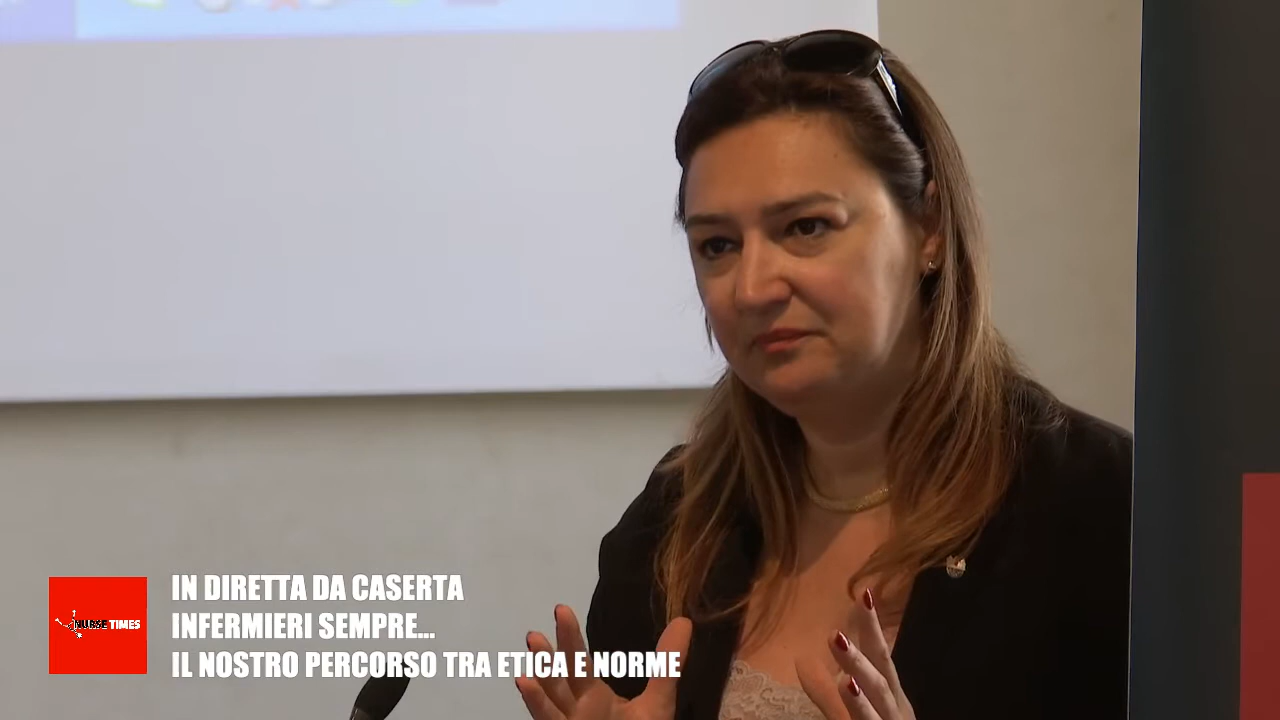 IN DIRETTA DA CASERTA
INFERMIERI SEMPRE...
IL NOSTRO PERCORSO TRA ETICA E NORME
NURSE TIMES